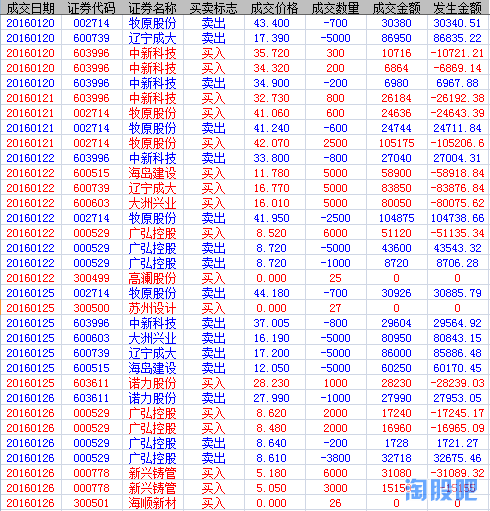 成交日期 证券代码 证券名称 买卖标志 成交价格 成交数量 成交金额 发生金额
20160120 002714 牧原股份 卖出 43.400 -700 30380 30340.51
20160120 600739 辽宁成大 卖出 17.390 -5000 86950 86835.22
20160120 603996 中新科技 买入 35.720 300 10716 -10721.21
20160120 603996 中新科技 买入 34.320 200 6864 -6869.14
20160120 603996 中新科技 卖出 34.900 -200 6980 6967.88
20160121 603996 中新科技 买入 32.730 800 26184 -26192.38
20160121 002714 牧原股份 买入 41.060 600 24636 -24643.39
20160121 002714 牧原股份 卖出 41.240 -600 24744 24711.84
20160121 002714 牧原股份 买入 42.070 2500 105175 -105206.6
20160122 603996 中新科技 卖出 33.800 -800 27040 27004.31
20160122 600515 海岛建设 买入 11.780 5000 58900 -58918.84
20160122 600739 辽宁成大 买入 16.770 5000 83850 -83876.84
20160122 600603 大洲兴业 买入 16.010 5000 80050 -80075.62
20160122 002714 牧原股份 卖出 41.950 -2500 104875 104738.66
20160122 000529 广弘控股 买入 8.520 6000 51120 -51135.34
20160122 000529 广弘控股 卖出 8.720 -5000 43600 43543.32
20160122 000529 广弘控股 卖出 8.720 -1000 8720 8706.28
20160122 300499 高澜股份 买入 0.000 25 0 0
20160125 002714 牧原股份 卖出 44.180 -700 30926 30885.79
20160125 300500 苏州设计 买入 0.000 27 0 0
20160125 603996 中新科技 卖出 37.005 -800 29604 29564.92
20160125 600603 大洲兴业 卖出 16.190 -5000 80950 80843.15
20160125 600739 辽宁成大 卖出 17.200 -5000 86000 85886.48
20160125 600515 海岛建设 卖出 12.050 -5000 60250 60170.45
20160125 603611 诺力股份 买入 28.230 1000 28230 -28239.03
20160126 603611 诺力股份 卖出 27.990 -1000 27990 27953.05
20160126 000529 广弘控股 买入 8.620 2000 17240 -17245.17
20160126 000529 广弘控股 买入 8.480 2000 16960 -16965.09
20160126 000529 广弘控股 卖出 8.640 -200 1728 1721.27
20160126 000529 广弘控股 卖出 8.610 -3800 32718 32675.46
20160126 000778 新兴铸管 买入 5.180 6000 31080 -31089.32
20160126 000778 新兴铸管 买入 5.050 3000
20160126 300501 海顺新材 买入 0.000 26 0 0
淘股吧